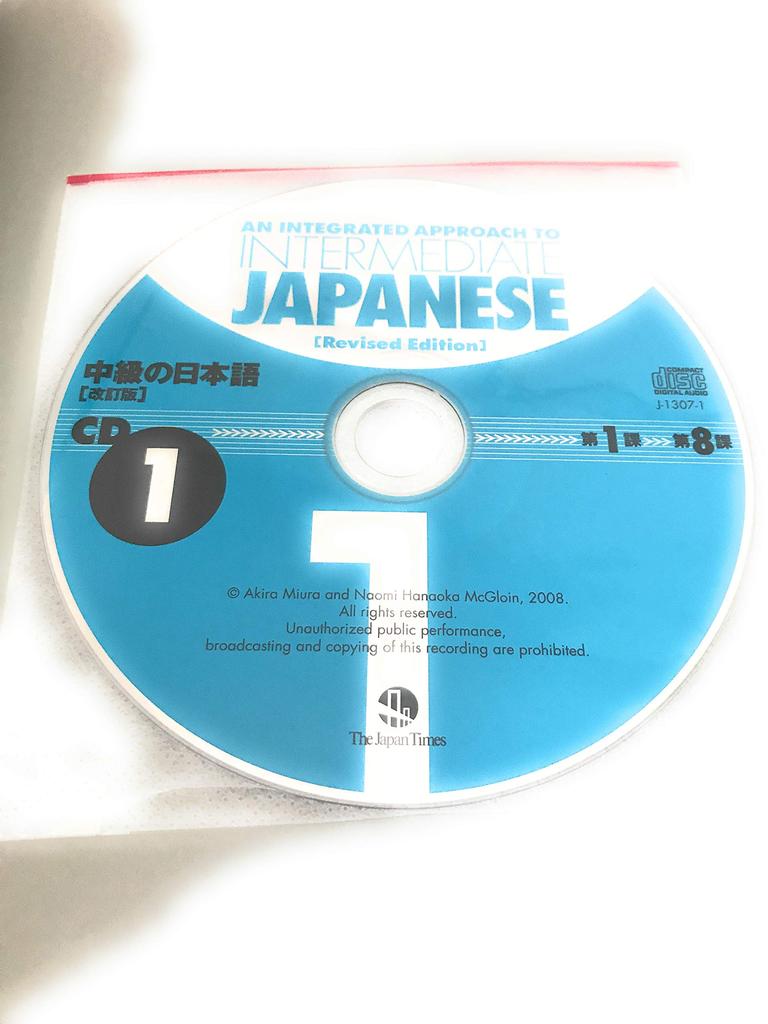 AN INTEGRATED APPROACH TO
INTERMEDIATE
JAPANESE
[Revised Edition]
中級の日本語
[改訂版]
COMPACT
disc
DIGITAL AUDIO
J-1307-1
CD
1
第1課>>>>第8課
1
© Akira Miura and Naomi Hanaoka McGloin, 2008.
All rights reserved.
Unauthorized public performance,
broadcasting and copying of this recording are prohibited.
The Japan Times